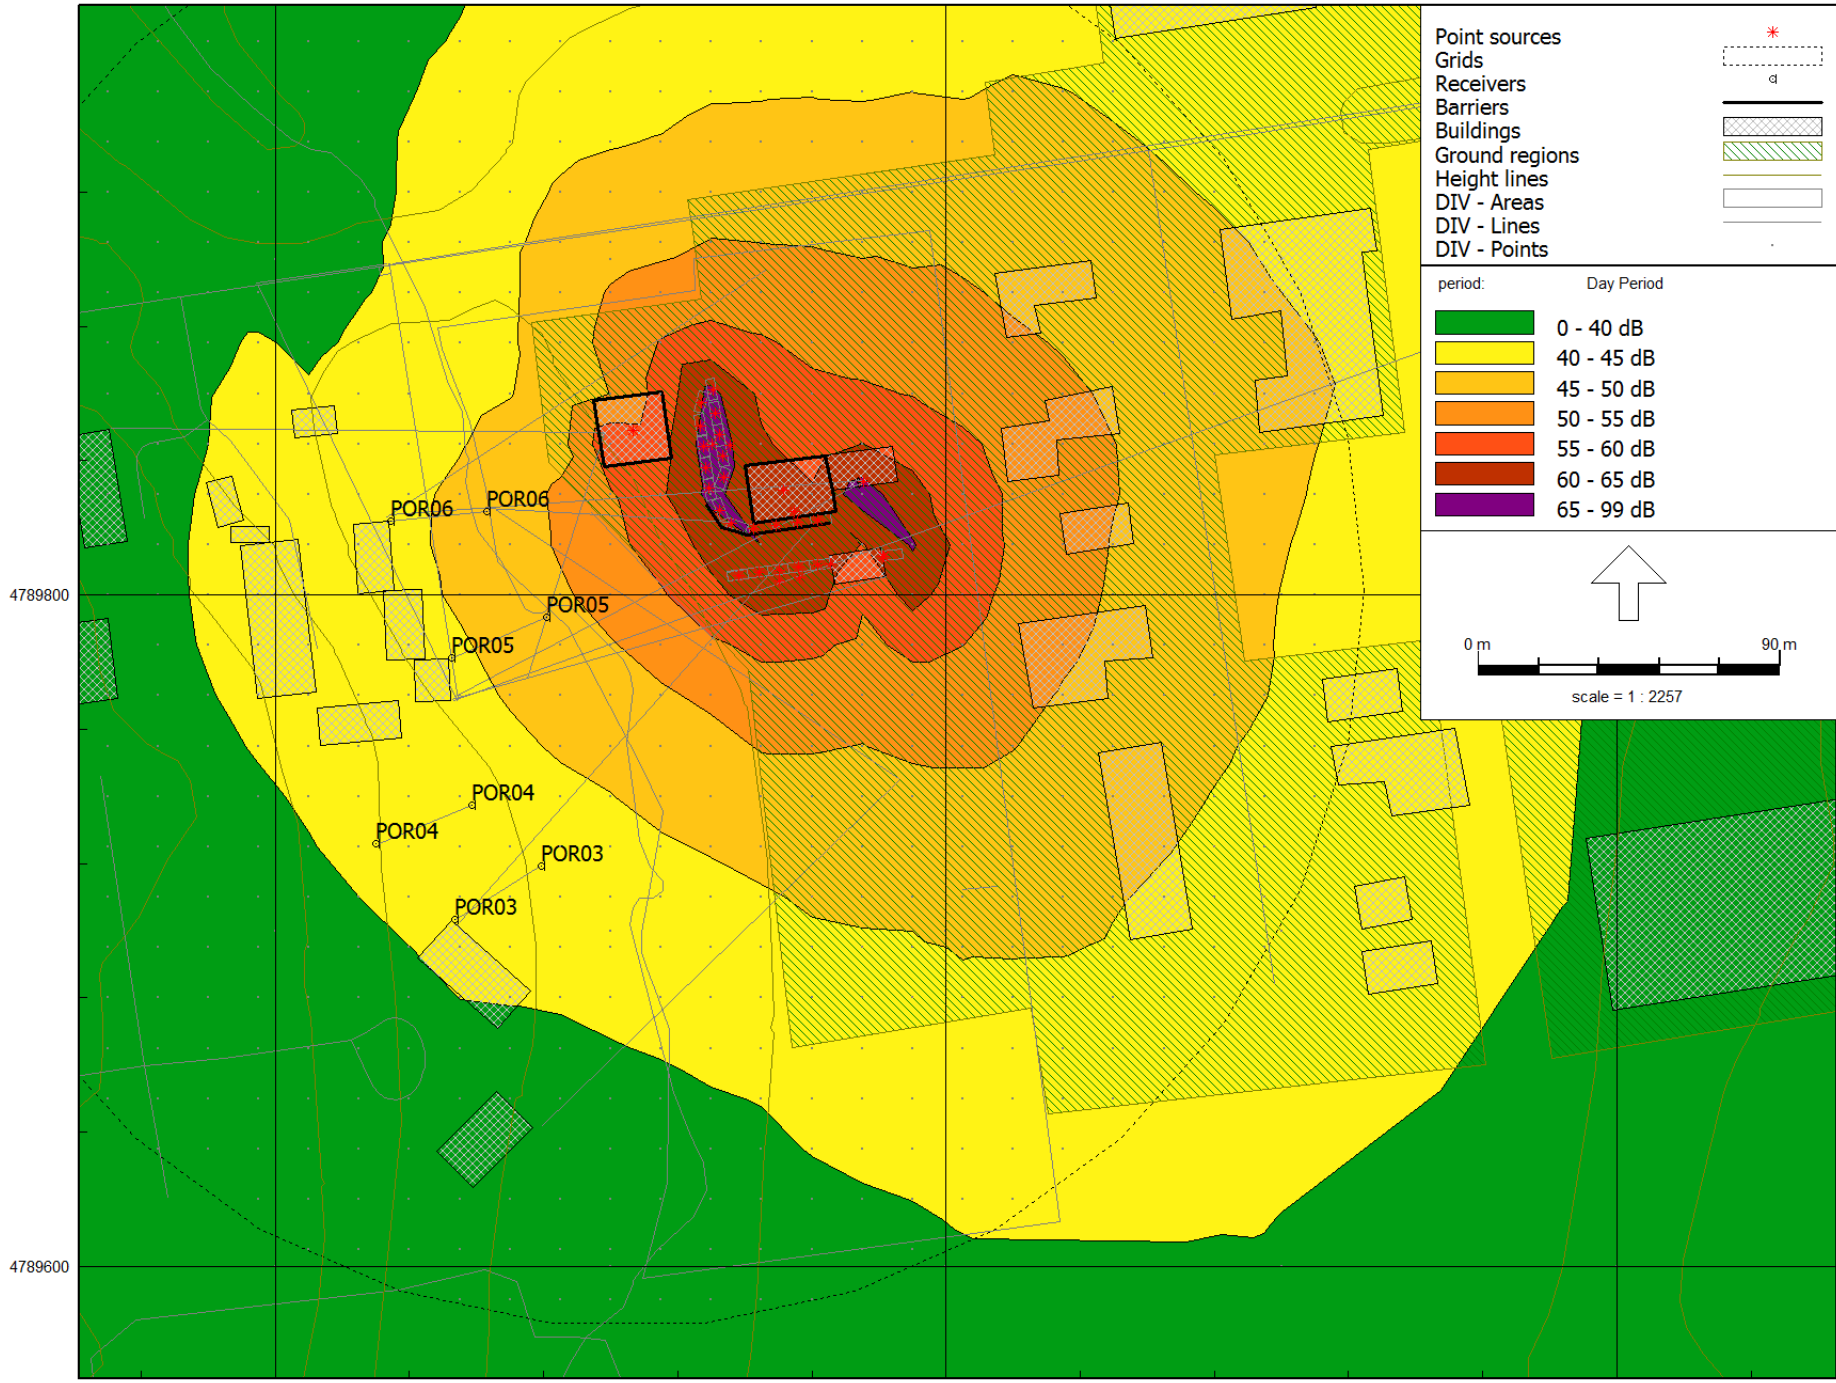 Point sources
Grids
Receivers
Barriers
Buildings
Ground regions
Height lines
DIV - Areas
DIV - Lines
DIV - Points
period: Day Period
0 - 40 dB
40 - 45 dB
45 - 50 dB
50 - 55 dB
55 - 60 dB
60 - 65 dB
65 - 99 dB
0 m 90 m
scale = 1 : 2257
POR06
POR06
4789800
POR05
POR05
POR04
POR04
POR03
POR03
4789600